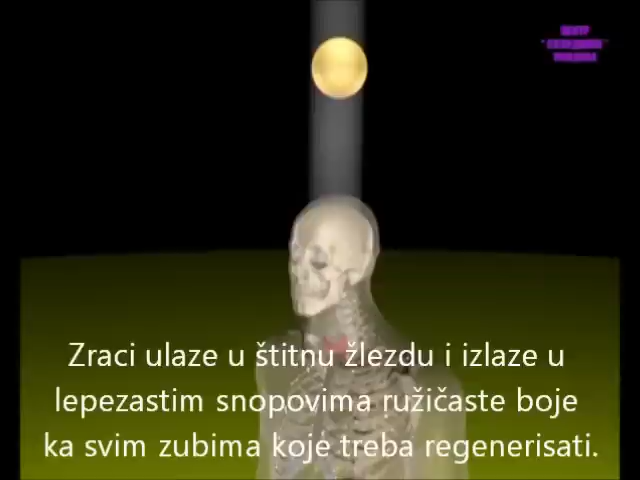 Zraci ulaze u štitnu žlezdu i izlaze u
lepezastim snopovima ružičaste boje
ka svim zubima koje treba regenerisati.